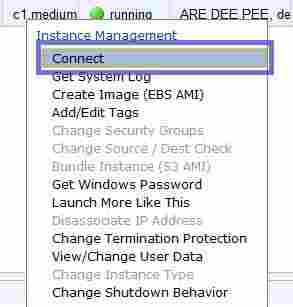 c1.medium running ARE DEE PEE, de
Instance Management
Connect
Get System Log
Create Image (EBS AMI)
Add/Edit Tags
Change Security Groups
Change Source / Dest Check
Bundle Instance (S3 AMI)
Get Windows Password
Launch More Like This
Disassociate IP Address
Change Termination Protection
View/Change User Data
Change Instance Type
Change Shutdown Behavior